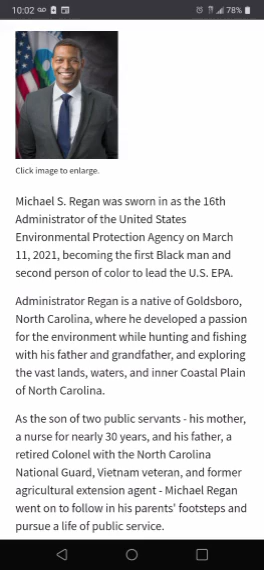 10:02
78%
Click image to enlarge.
Michael S. Regan was sworn in as the 16th
Administrator of the United States
Environmental Protection Agency on March
11, 2021, becoming the first Black man and
second person of color to lead the U.S. EPA.
Administrator Regan is a native of Goldsboro,
North Carolina, where he developed a passion
for the environment while hunting and fishing
with his father and grandfather, and exploring
the vast lands, waters, and inner Coastal Plain
of North Carolina.
As the son of two public servants - his mother,
a nurse for nearly 30 years, and his father, a
retired Colonel with the North Carolina
National Guard, Vietnam veteran, and former
agricultural extension agent - Michael Regan
went on to follow in his parents' footsteps and
pursue a life of public service.